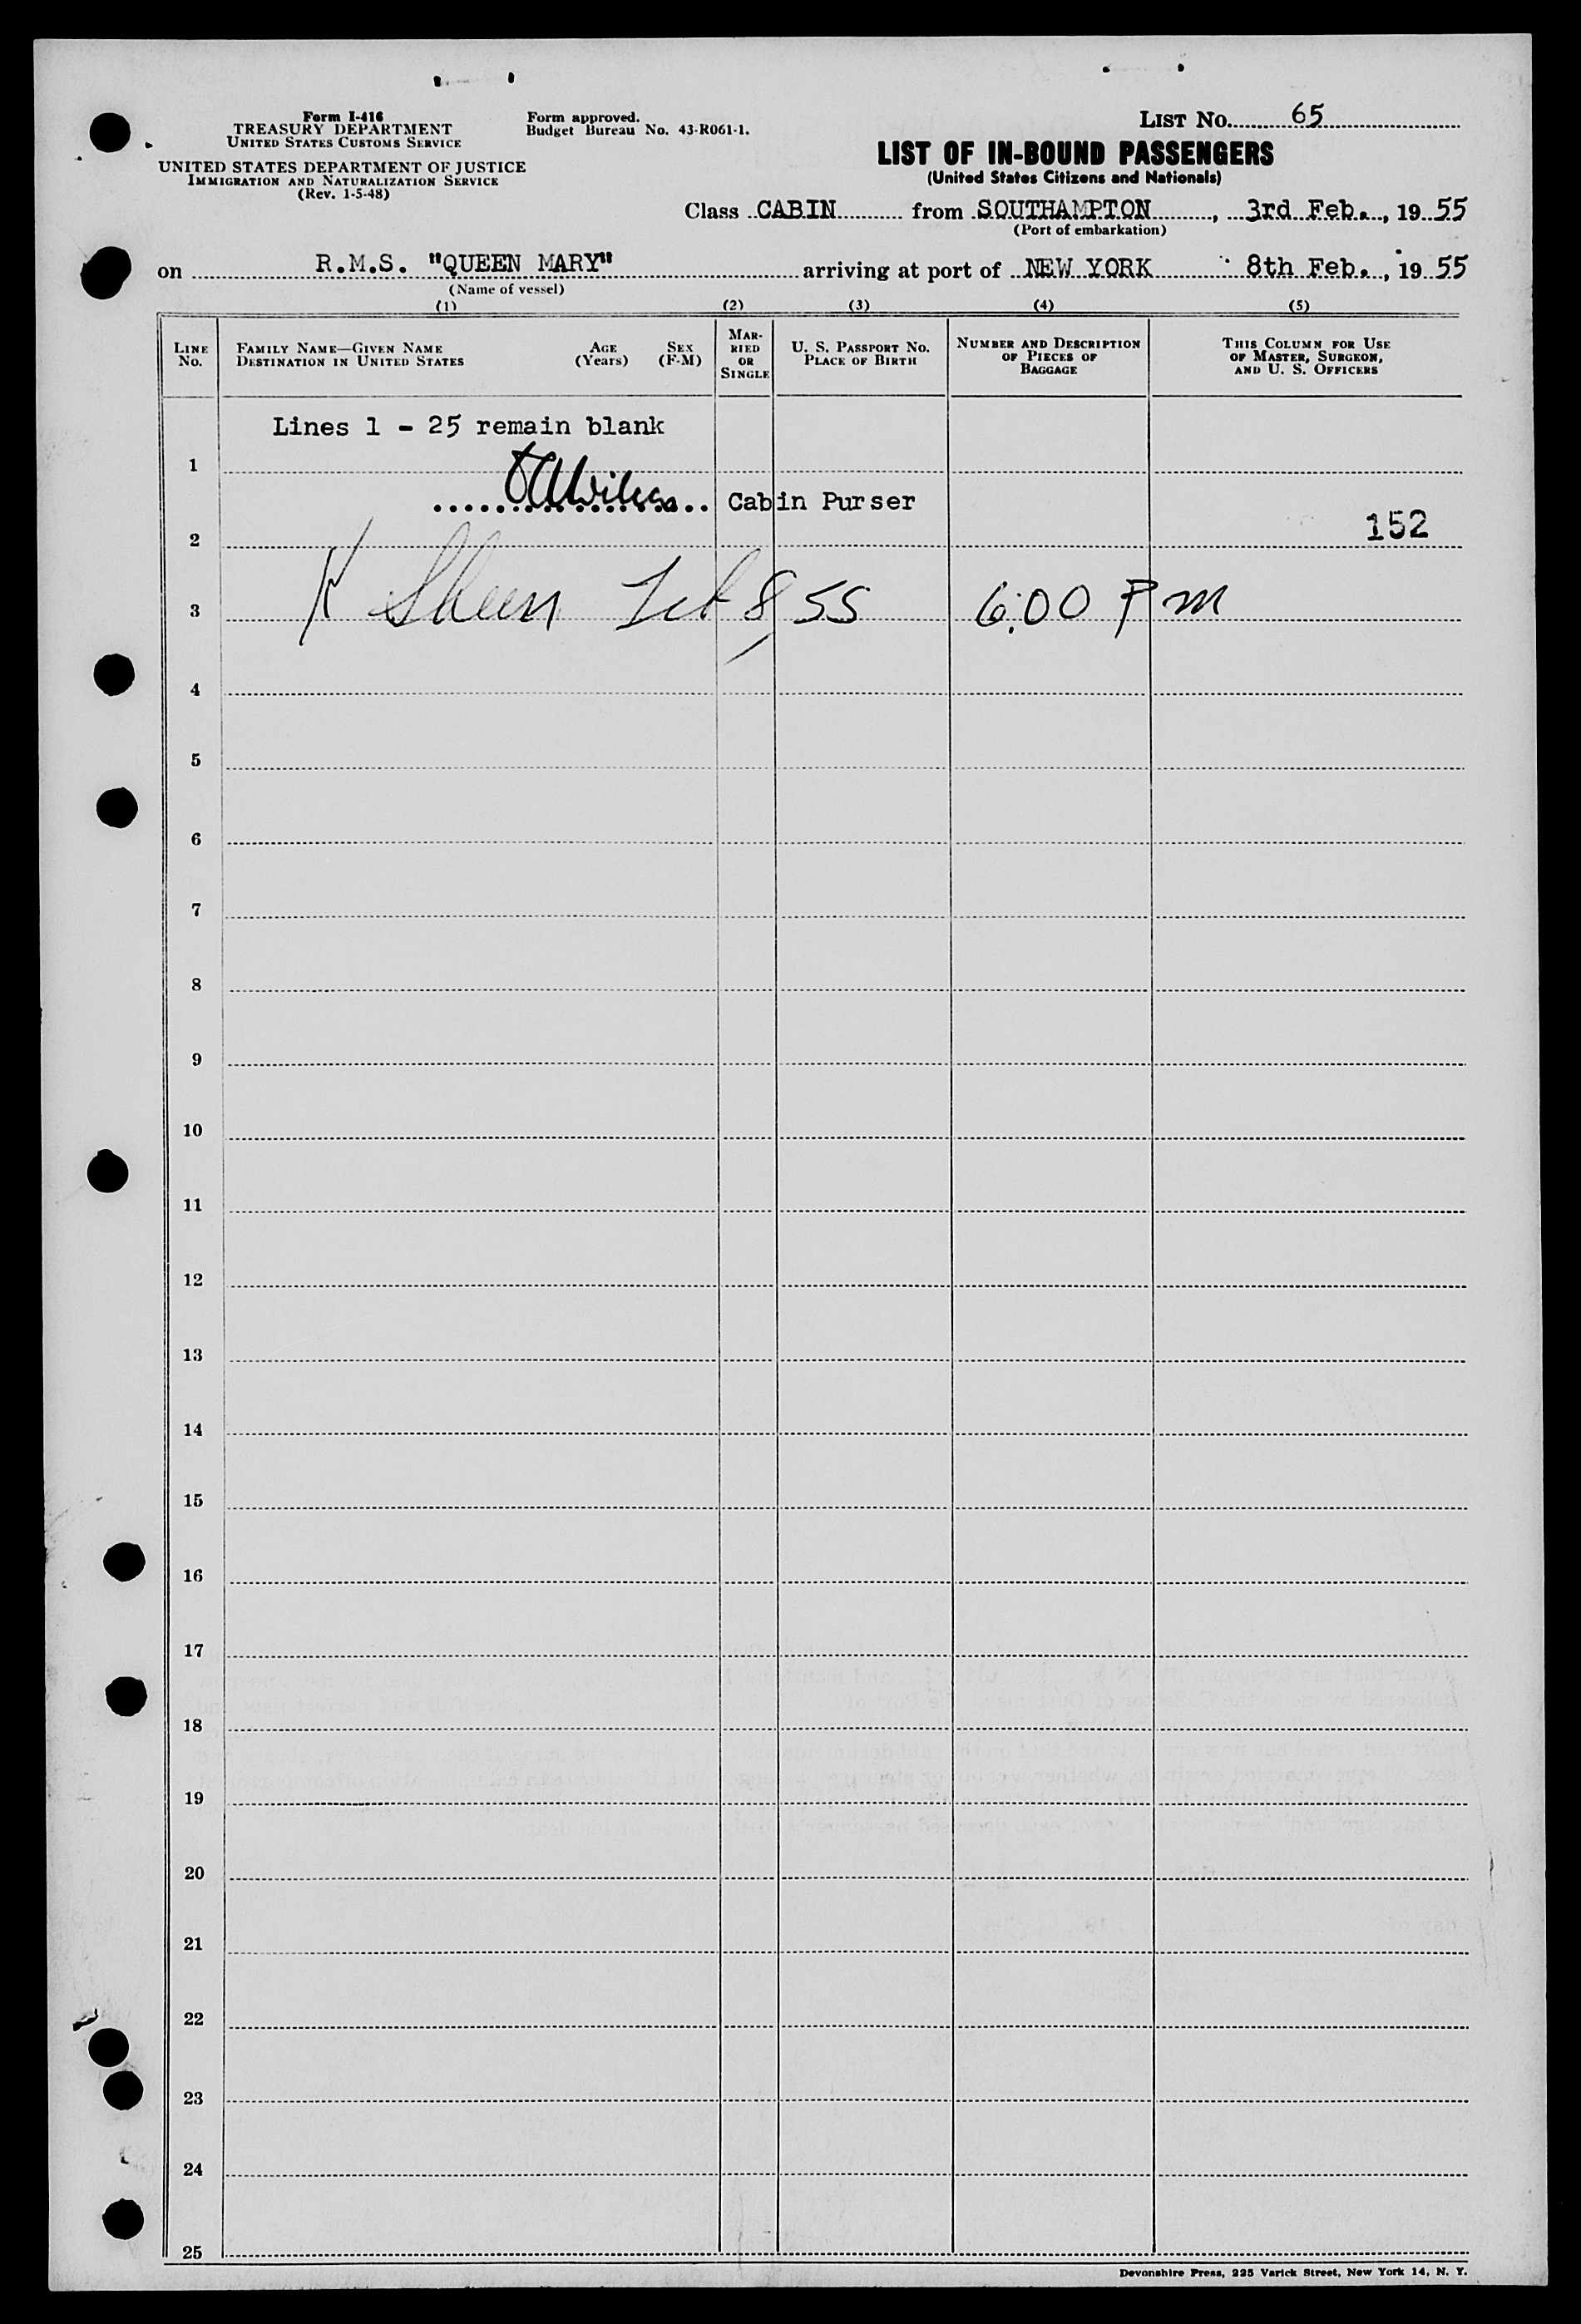 Form I-416
TREASURY DEPARTMENT
UNITED STATES CUSTOMS SERVICE
UNITED STATES DEPARTMENT OF JUSTICE
IMMIGRATION AND NATURALIZATION SERVICE
(Rev. 1-5-48)
Form approved.
Budget Bureau No. 43-R061-1.
LIST No. 65
LIST OF IN-BOUND PASSENGERS
(United States Citizens and Nationals)
Class CABIN from SOUTHAMPTON, 3rd Feb., 1955
(Port of embarkation)
on R.M.S. "QUEEN MARY" arriving at port of NEW YORK 8th Feb., 1955
(Name of vessel)
(1) (2) (3) (4) (5)
LINE No. FAMILY NAME—GIVEN NAME DESTINATION IN UNITED STATES AGE (Years) SEX (F-M) MARRIED OR SINGLE U. S. PASSPORT No. PLACE OF BIRTH NUMBER AND DESCRIPTION OF PIECES OF BAGGAGE THIS COLUMN FOR USE OF MASTER, SURGEON, AND U. S. OFFICERS
Lines 1 - 25 remain blank
1
Cabin Purser
152
2
Feb 8, 55 6:00 Pm
3
4
5
6
7
8
9
10
11
12
13
14
15
16
17
18
19
20
21
22
23
24
25
Devonshire Press, 225 Varick Street, New York 14, N. Y.